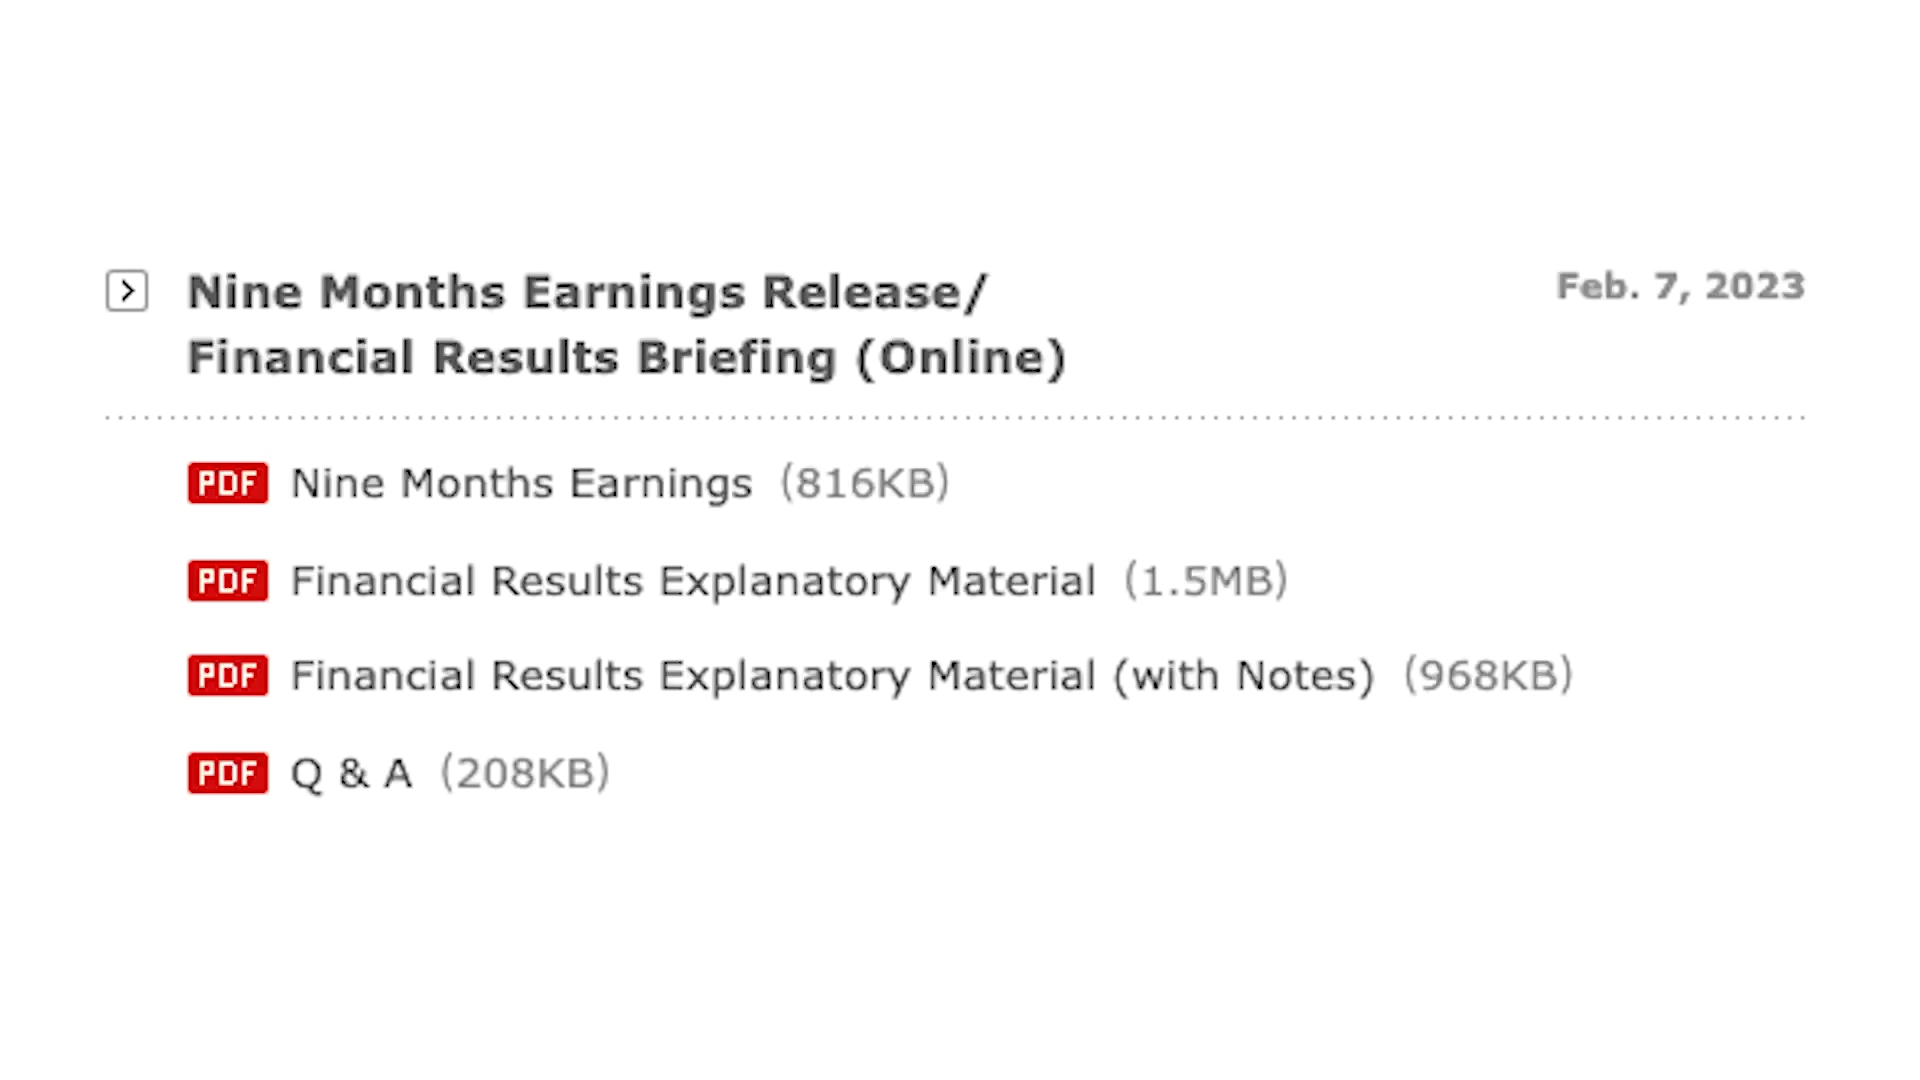 Nine Months Earnings Release/ Feb. 7, 2023
Financial Results Briefing (Online)
PDF Nine Months Earnings (816KB)
PDF Financial Results Explanatory Material (1.5MB)
PDF Financial Results Explanatory Material (with Notes) (968KB)
PDF Q & A (208KB)